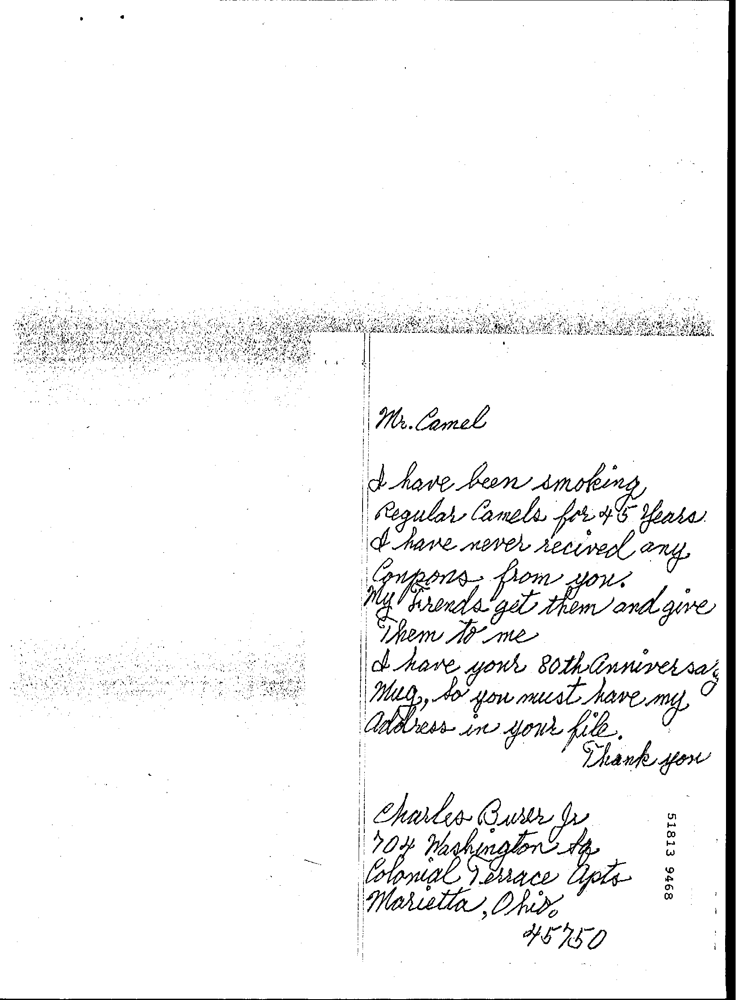 Mr. Camel
I have been smoking
Regular Camels for 45 Years.
I have never recived any
Conpons from you.
My Firends get them and give
Them to me
I have your 80th Anniversary
Mug, So you must have my
Address in your file.
Thank you
Charles Burer Jr
704 Washington Sq
Colonial Terrace Apts
Marietta, Ohio.
45750
51813 9468